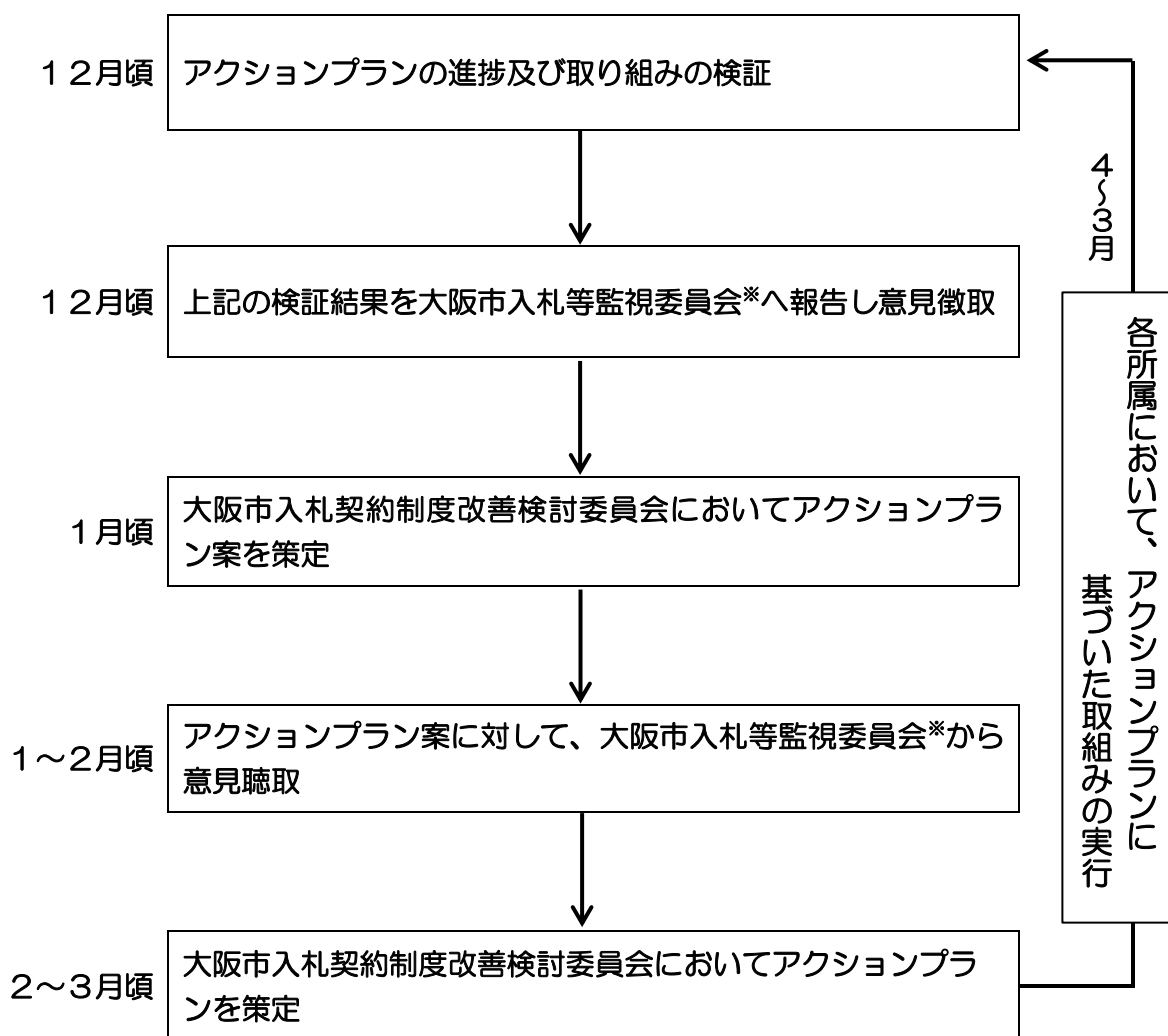 12月頃
アクションプランの進捗及び取り組みの検証
12月頃
上記の検証結果を大阪市入札等監視委員会※へ報告し意見徴取
1月頃
大阪市入札契約制度改善検討委員会においてアクションプラ
ン案を策定
1～2月頃
アクションプラン案に対して、大阪市入札等監視委員会※から
意見聴取
2～3月頃
大阪市入札契約制度改善検討委員会においてアクションプラ
ンを策定
4～3月
各所属において、アクションプランに
基づいた取組みの実行